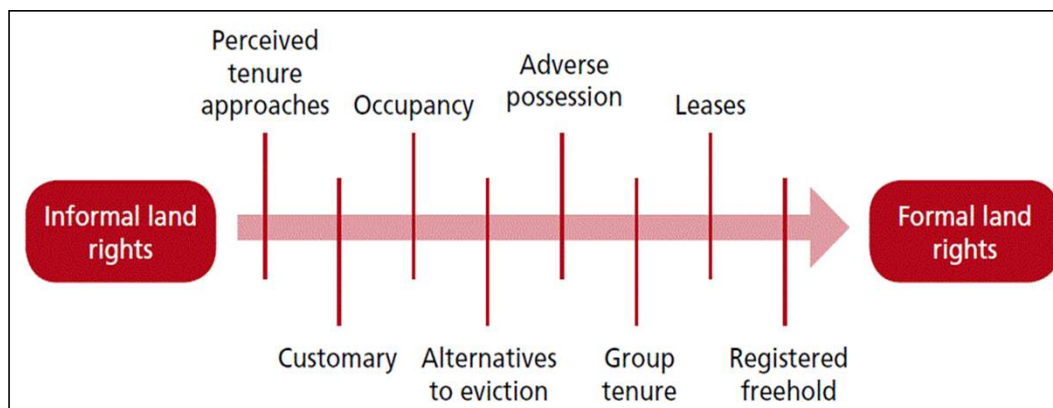 Perceived
tenure
approaches
Occupancy
Adverse
possession
Leases
Informal land
rights
Formal land
rights
Customary
Alternatives
to eviction
Group
tenure
Registered
freehold